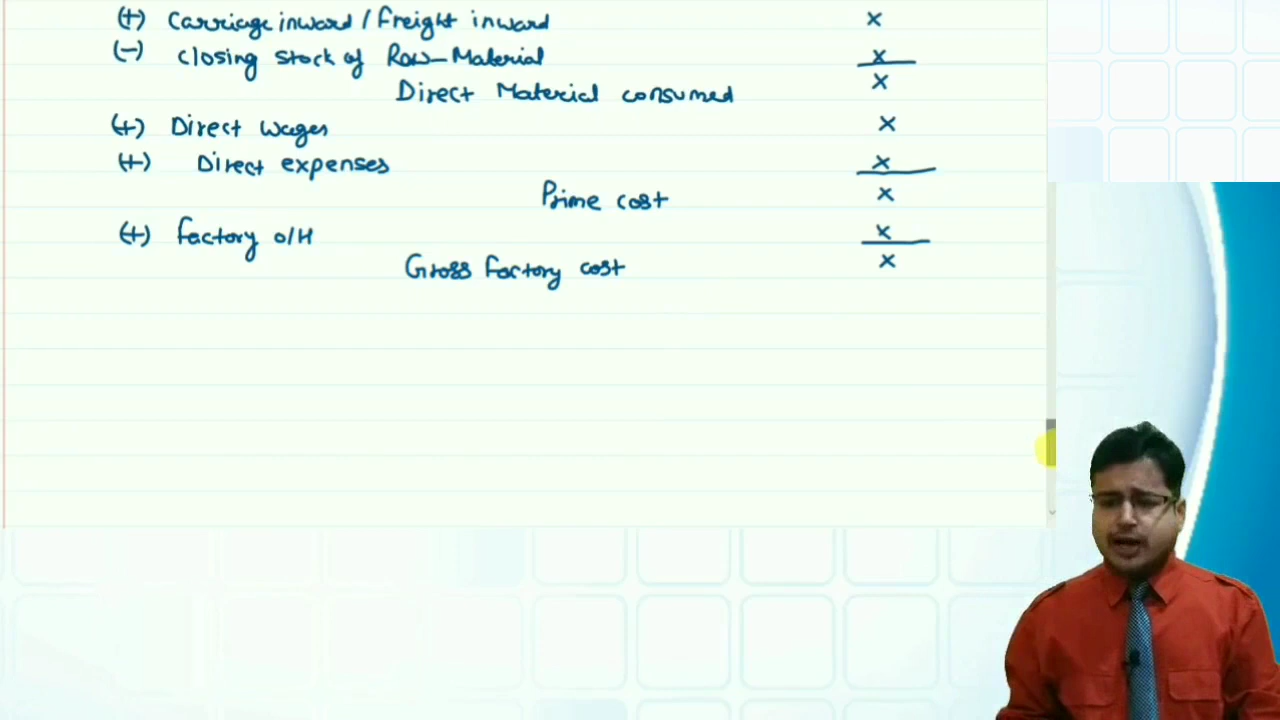 (+) Carriage inward / Freight inward x
(-) Closing stock of Raw-Material x
Direct Material consumed x
(+) Direct wages x
(+) Direct expenses x
Prime cost x
(+) Factory O/H x
Gross Factory cost x